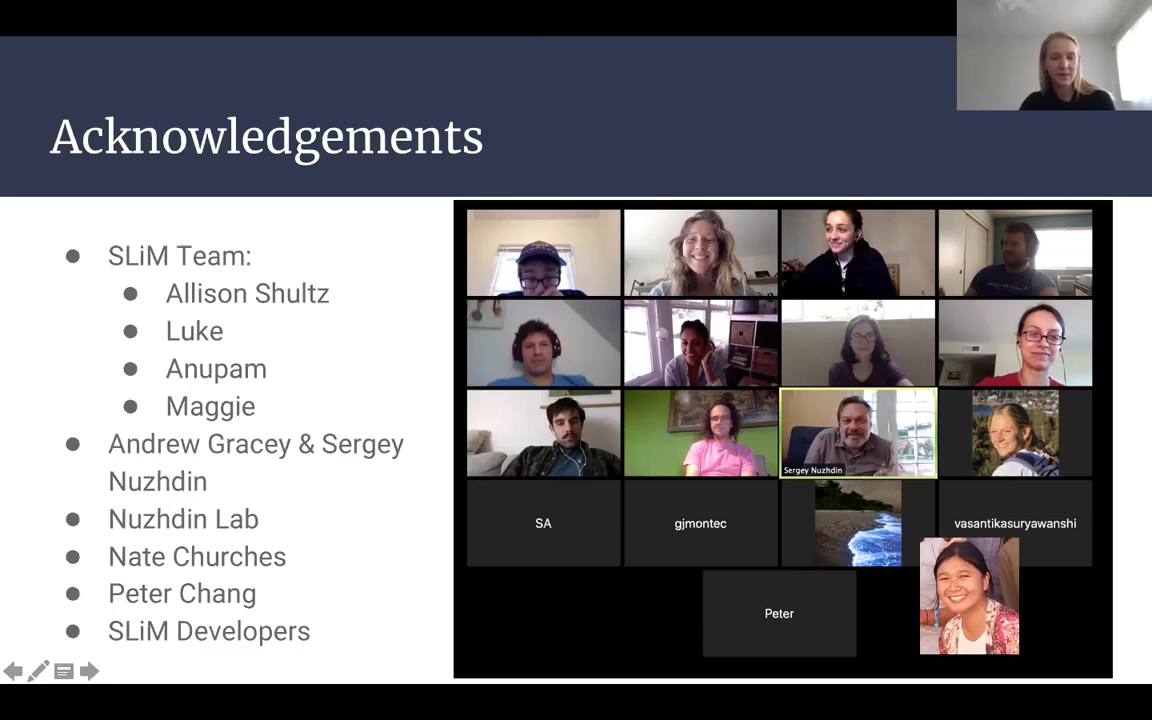 Acknowledgements
● SLiM Team:
● Allison Shultz
● Luke
● Anupam
● Maggie
● Andrew Gracey & Sergey
Nuzhdin
● Nuzhdin Lab
● Nate Churches
● Peter Chang
● SLiM Developers
Sergey Nuzhdin
SA
gjmontec
vasantikasuryawanshi
Peter